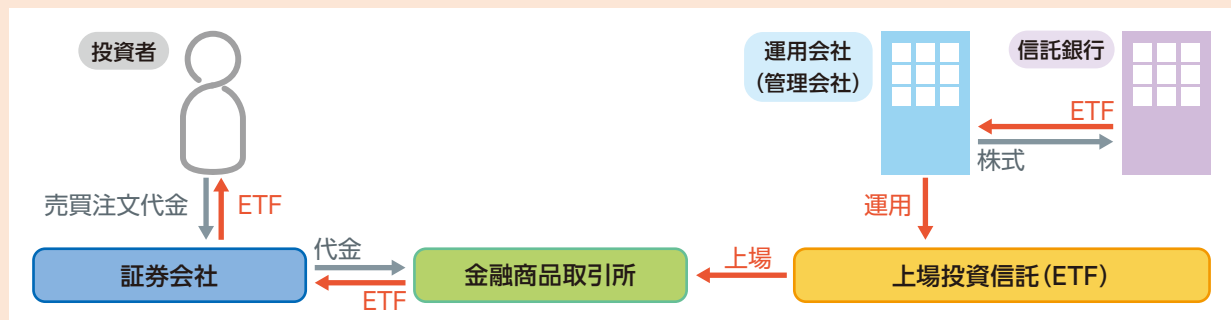 投資者
運用会社
(管理会社)
信託銀行
ETF
株式
売買注文代金
ETF
運用
証券会社
代金
ETF
金融商品取引所
上場
上場投資信託(ETF)